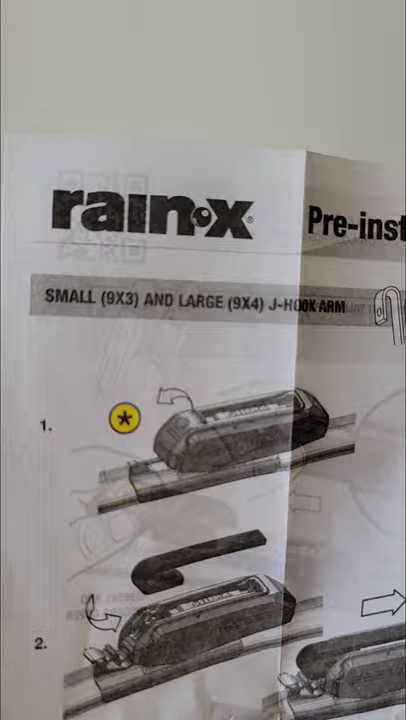 rain·x®
Pre-inst
SMALL (9X3) AND LARGE (9X4) J-HOOK ARM
1.
2.